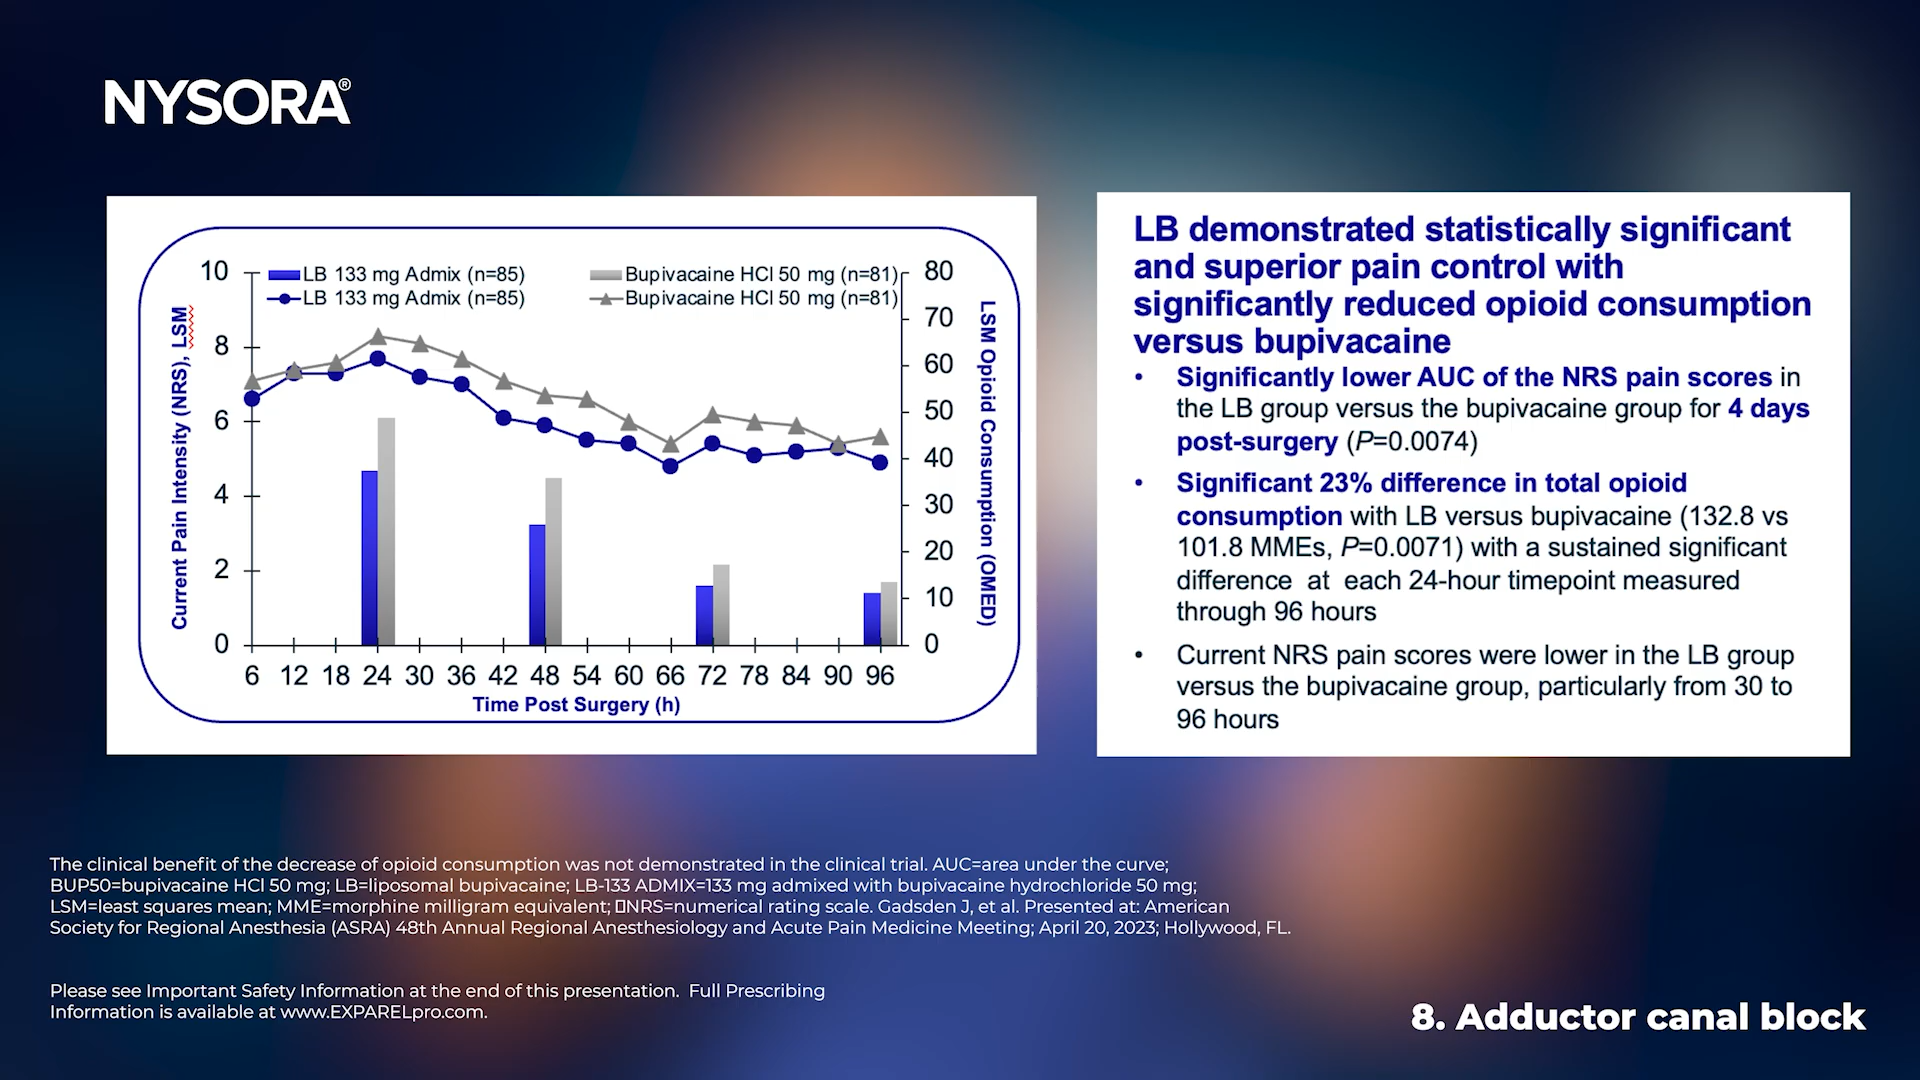 NYSORA®
10
8
6
4
2
0
Current Pain Intensity (NRS), LSM
LB 133 mg Admix (n=85)
Bupivacaine HCl 50 mg (n=81)
LB 133 mg Admix (n=85)
Bupivacaine HCl 50 mg (n=81)
80
70
60
50
40
30
20
10
0
LSM Opioid Consumption (OMED)
6 12 18 24 30 36 42 48 54 60 66 72 78 84 90 96
Time Post Surgery (h)
LB demonstrated statistically significant
and superior pain control with
significantly reduced opioid consumption
versus bupivacaine
• Significantly lower AUC of the NRS pain scores in
the LB group versus the bupivacaine group for 4 days
post-surgery (P=0.0074)
• Significant 23% difference in total opioid
consumption with LB versus bupivacaine (132.8 vs
101.8 MMEs, P=0.0071) with a sustained significant
difference at each 24-hour timepoint measured
through 96 hours
• Current NRS pain scores were lower in the LB group
versus the bupivacaine group, particularly from 30 to
96 hours
The clinical benefit of the decrease of opioid consumption was not demonstrated in the clinical trial. AUC=area under the curve;
BUP50=bupivacaine HCl 50 mg; LB=liposomal bupivacaine; LB-133 ADMIX=133 mg admixed with bupivacaine hydrochloride 50 mg;
LSM=least squares mean; MME=morphine milligram equivalent; NRS=numerical rating scale. Gadsden J, et al. Presented at: American
Society for Regional Anesthesia (ASRA) 48th Annual Regional Anesthesiology and Acute Pain Medicine Meeting; April 20, 2023; Hollywood, FL.
Please see Important Safety Information at the end of this presentation. Full Prescribing
Information is available at www.EXPARELpro.com.
8. Adductor canal block